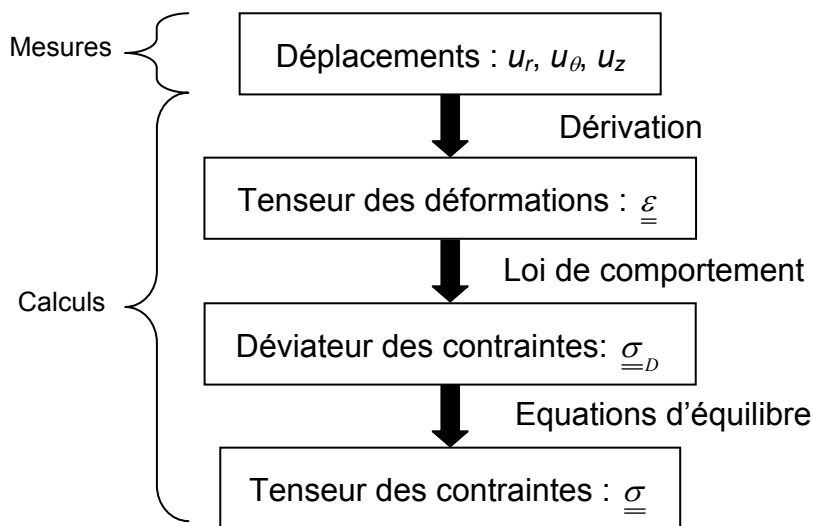 Mesures
Déplacements : u_r, u_θ, u_z
Dérivation
Tenseur des déformations : ε
Loi de comportement
Calculs
Déviateur des contraintes: σ_D
Equations d’équilibre
Tenseur des contraintes : σ